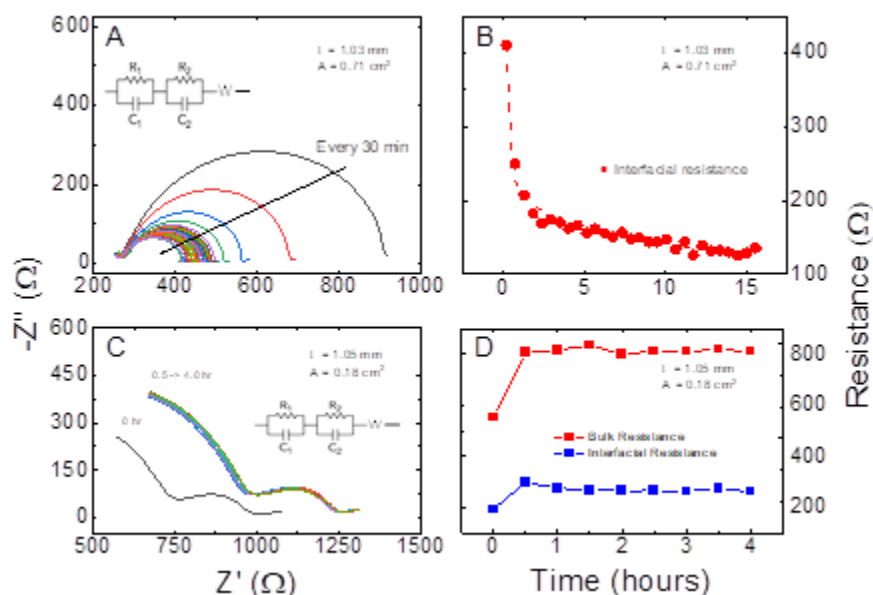 A
600
400
200
0
200 400 600 800 1000
R₁ R₂
C₁ C₂
W
L = 1.03 mm
A = 0.71 cm²
Every 30 min
-Z" (Ω)
B
L = 1.03 mm
A = 0.71 cm²
Interfacial resistance
400
300
200
100
0 5 10 15
Resistance (Ω)
C
600
450
300
150
0
500 750 1000 1250 1500
0.5 -> 4.0 hr
0 hr
L = 1.05 mm
A = 0.18 cm²
R₁ R₂
C₁ C₂
W
Z' (Ω)
D
800
600
400
200
L = 1.05 mm
A = 0.18 cm²
Bulk Resistance
Interfacial Resistance
0 1 2 3 4
Time (hours)